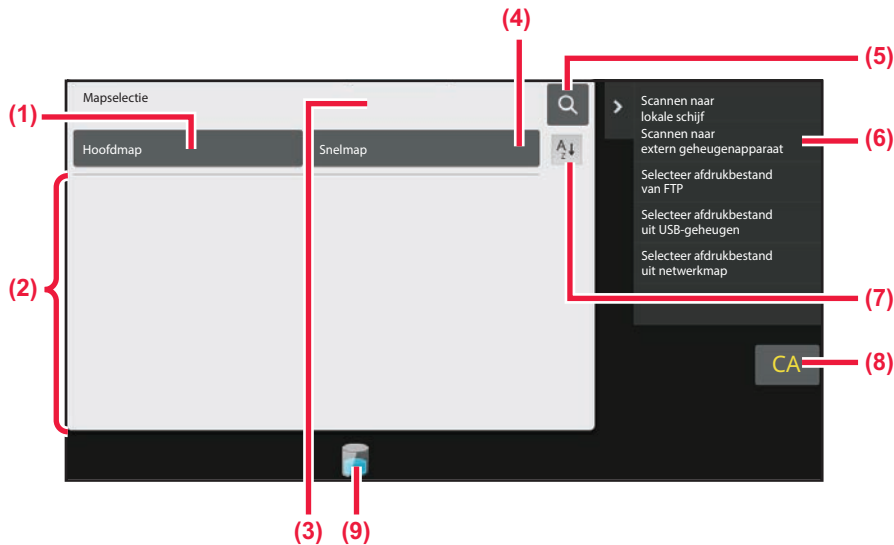 (4)
(5)
Mapselectie
(1)
Scannen naar
lokale schijf
Scannen naar
extern geheugenapparaat
(6)
Hoofdmap
Snelmap
A
Z
Selecteer afdrukbestand
van FTP
Selecteer afdrukbestand
uit USB-geheugen
(2)
Selecteer afdrukbestand
uit netwerkmap
(7)
CA
(8)
(3)
(9)